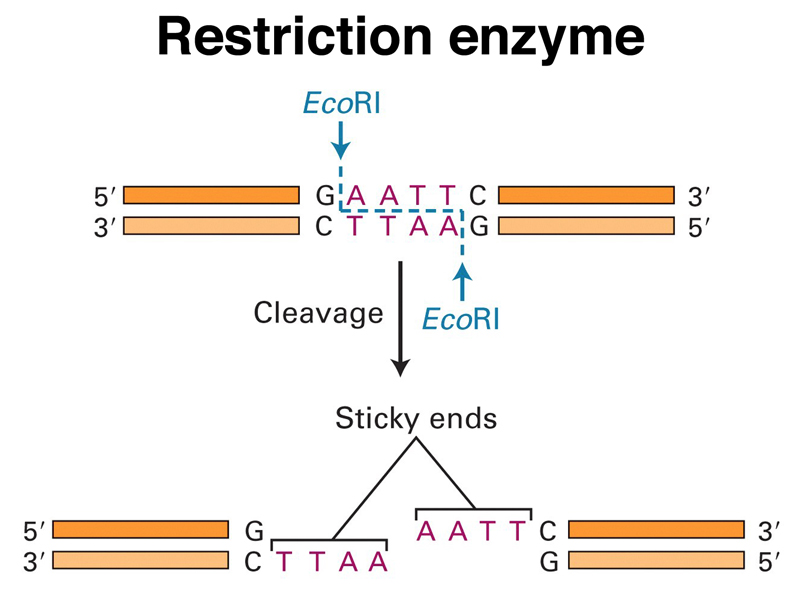 Restriction enzyme
EcoRI
5′ G A A T T C 3′
3′ C T T A A G 5′
Cleavage
EcoRI
Sticky ends
5′ G A A T T C 3′
3′ C T T A A G 5′